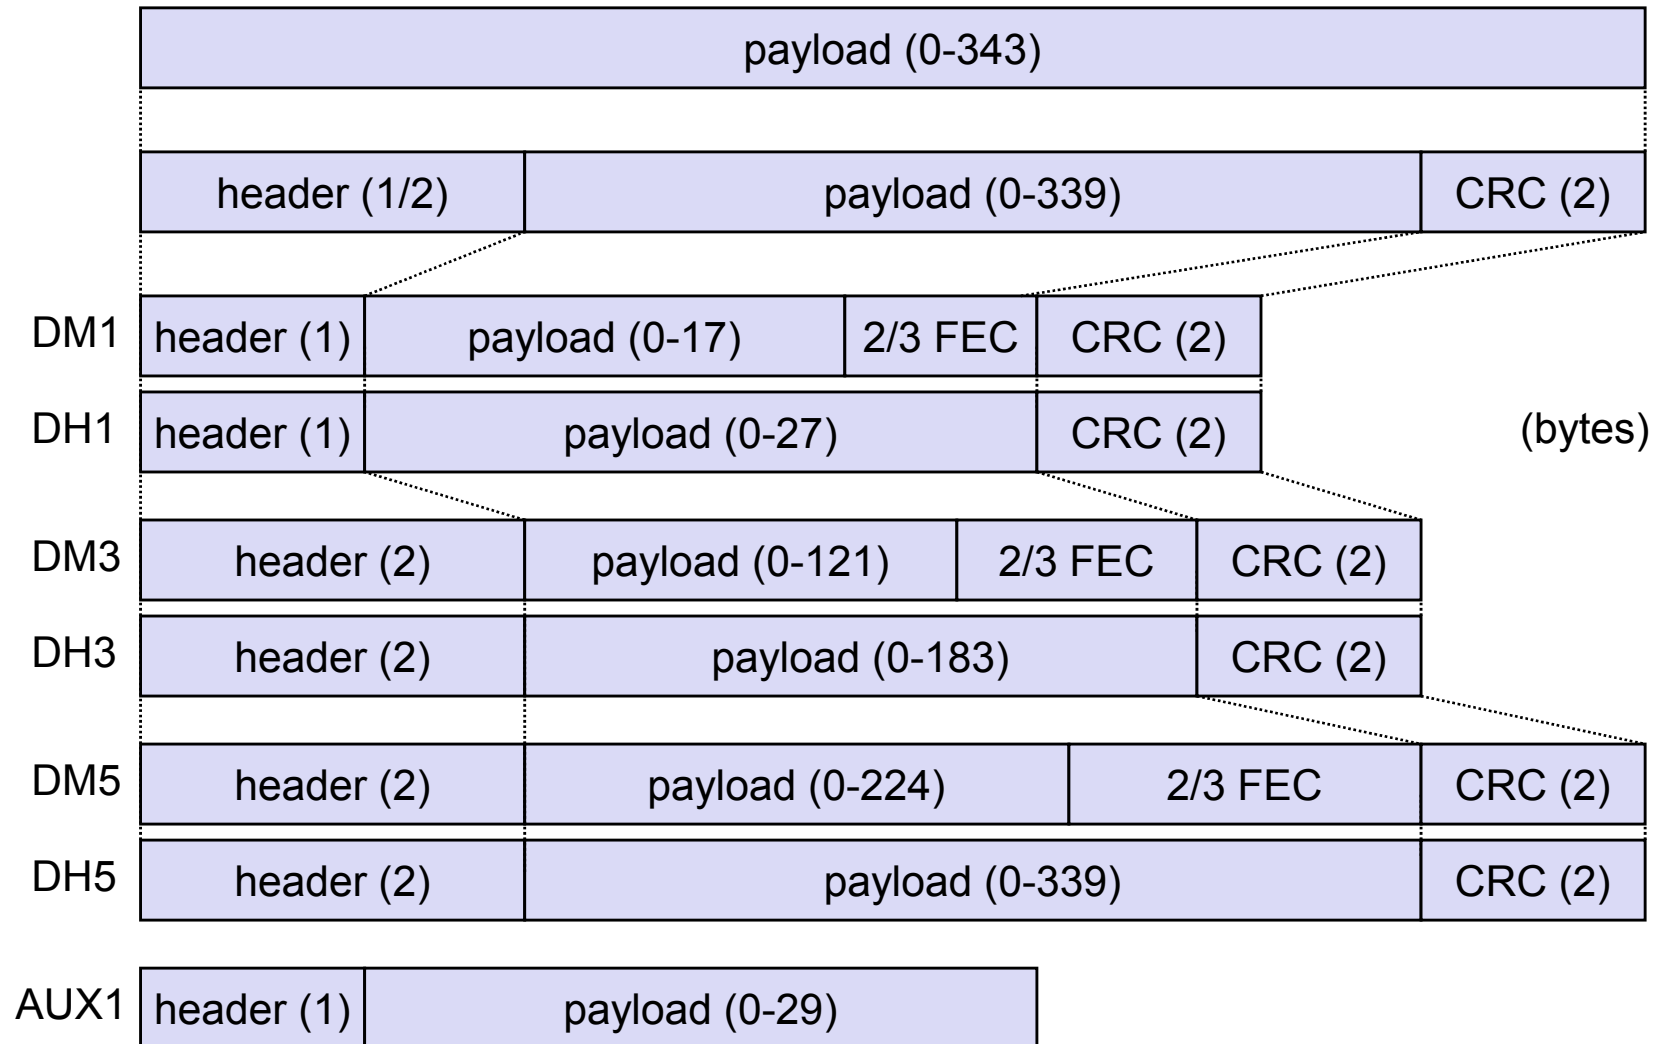 payload (0-343)
header (1/2) payload (0-339) CRC (2)
DM1 header (1) payload (0-17) 2/3 FEC CRC (2)
DH1 header (1) payload (0-27) CRC (2) (bytes)
DM3 header (2) payload (0-121) 2/3 FEC CRC (2)
DH3 header (2) payload (0-183) CRC (2)
DM5 header (2) payload (0-224) 2/3 FEC CRC (2)
DH5 header (2) payload (0-339) CRC (2)
AUX1 header (1) payload (0-29)